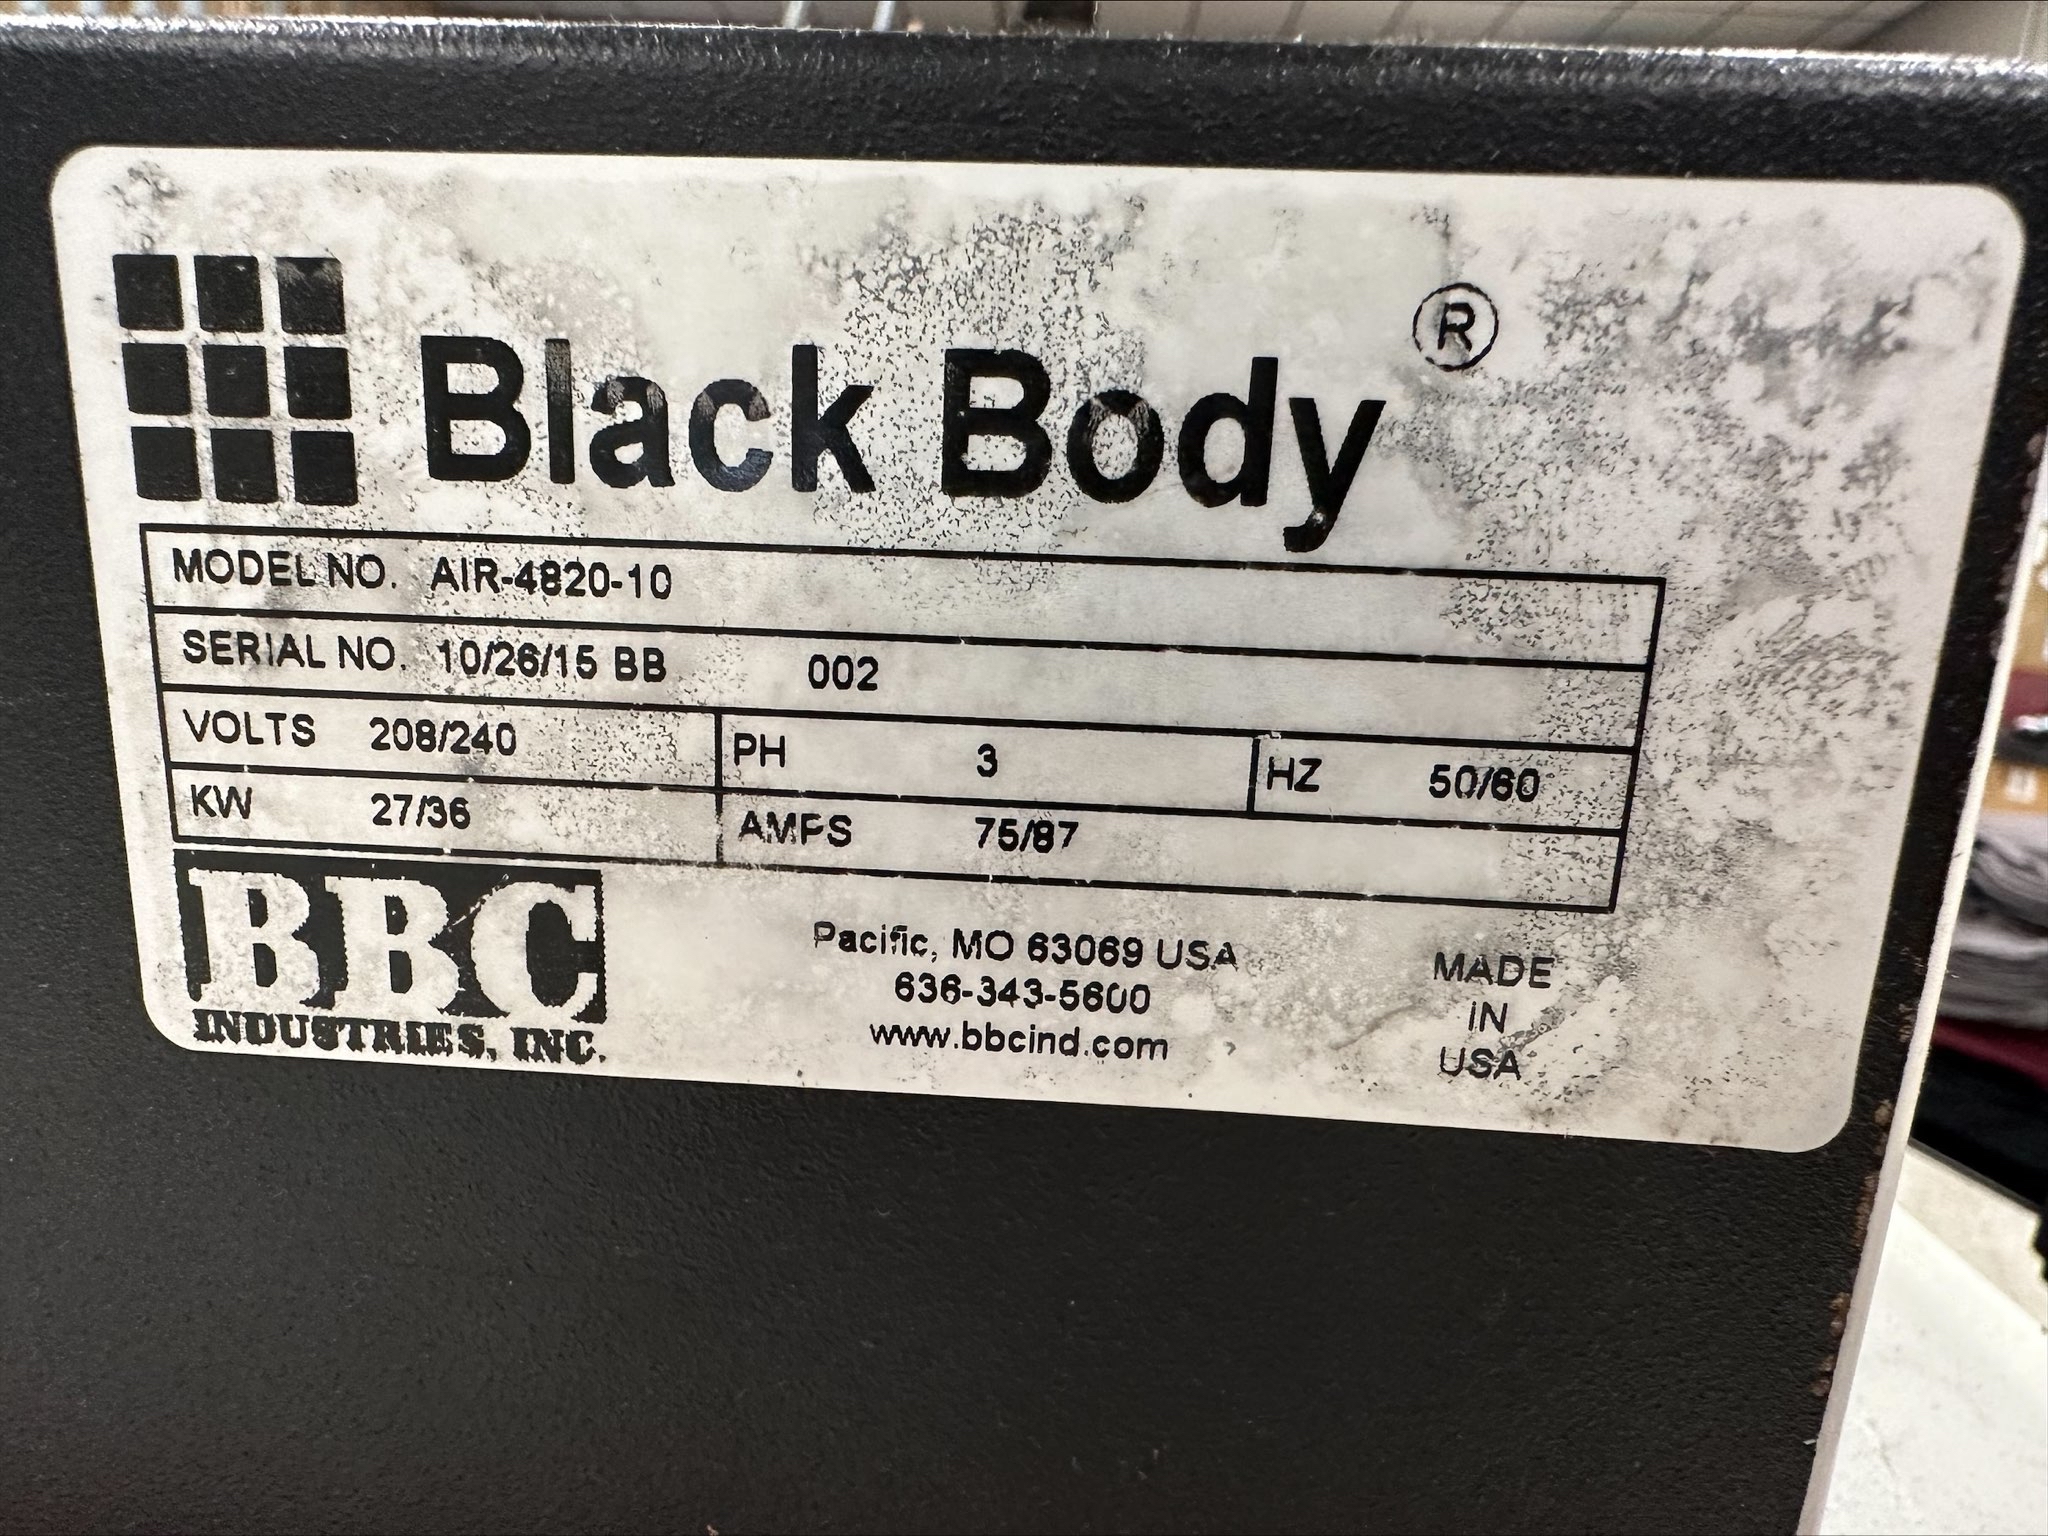 Black Body ®
MODEL NO. AIR-4820-10
SERIAL NO. 10/26/15 BB 002
VOLTS 208/240 PH 3 HZ 50/60
KW 27/36 AMPS 75/87
BBC
INDUSTRIES, INC.
Pacific, MO 63069 USA
636-343-5600
www.bbcind.com
MADE
IN
USA